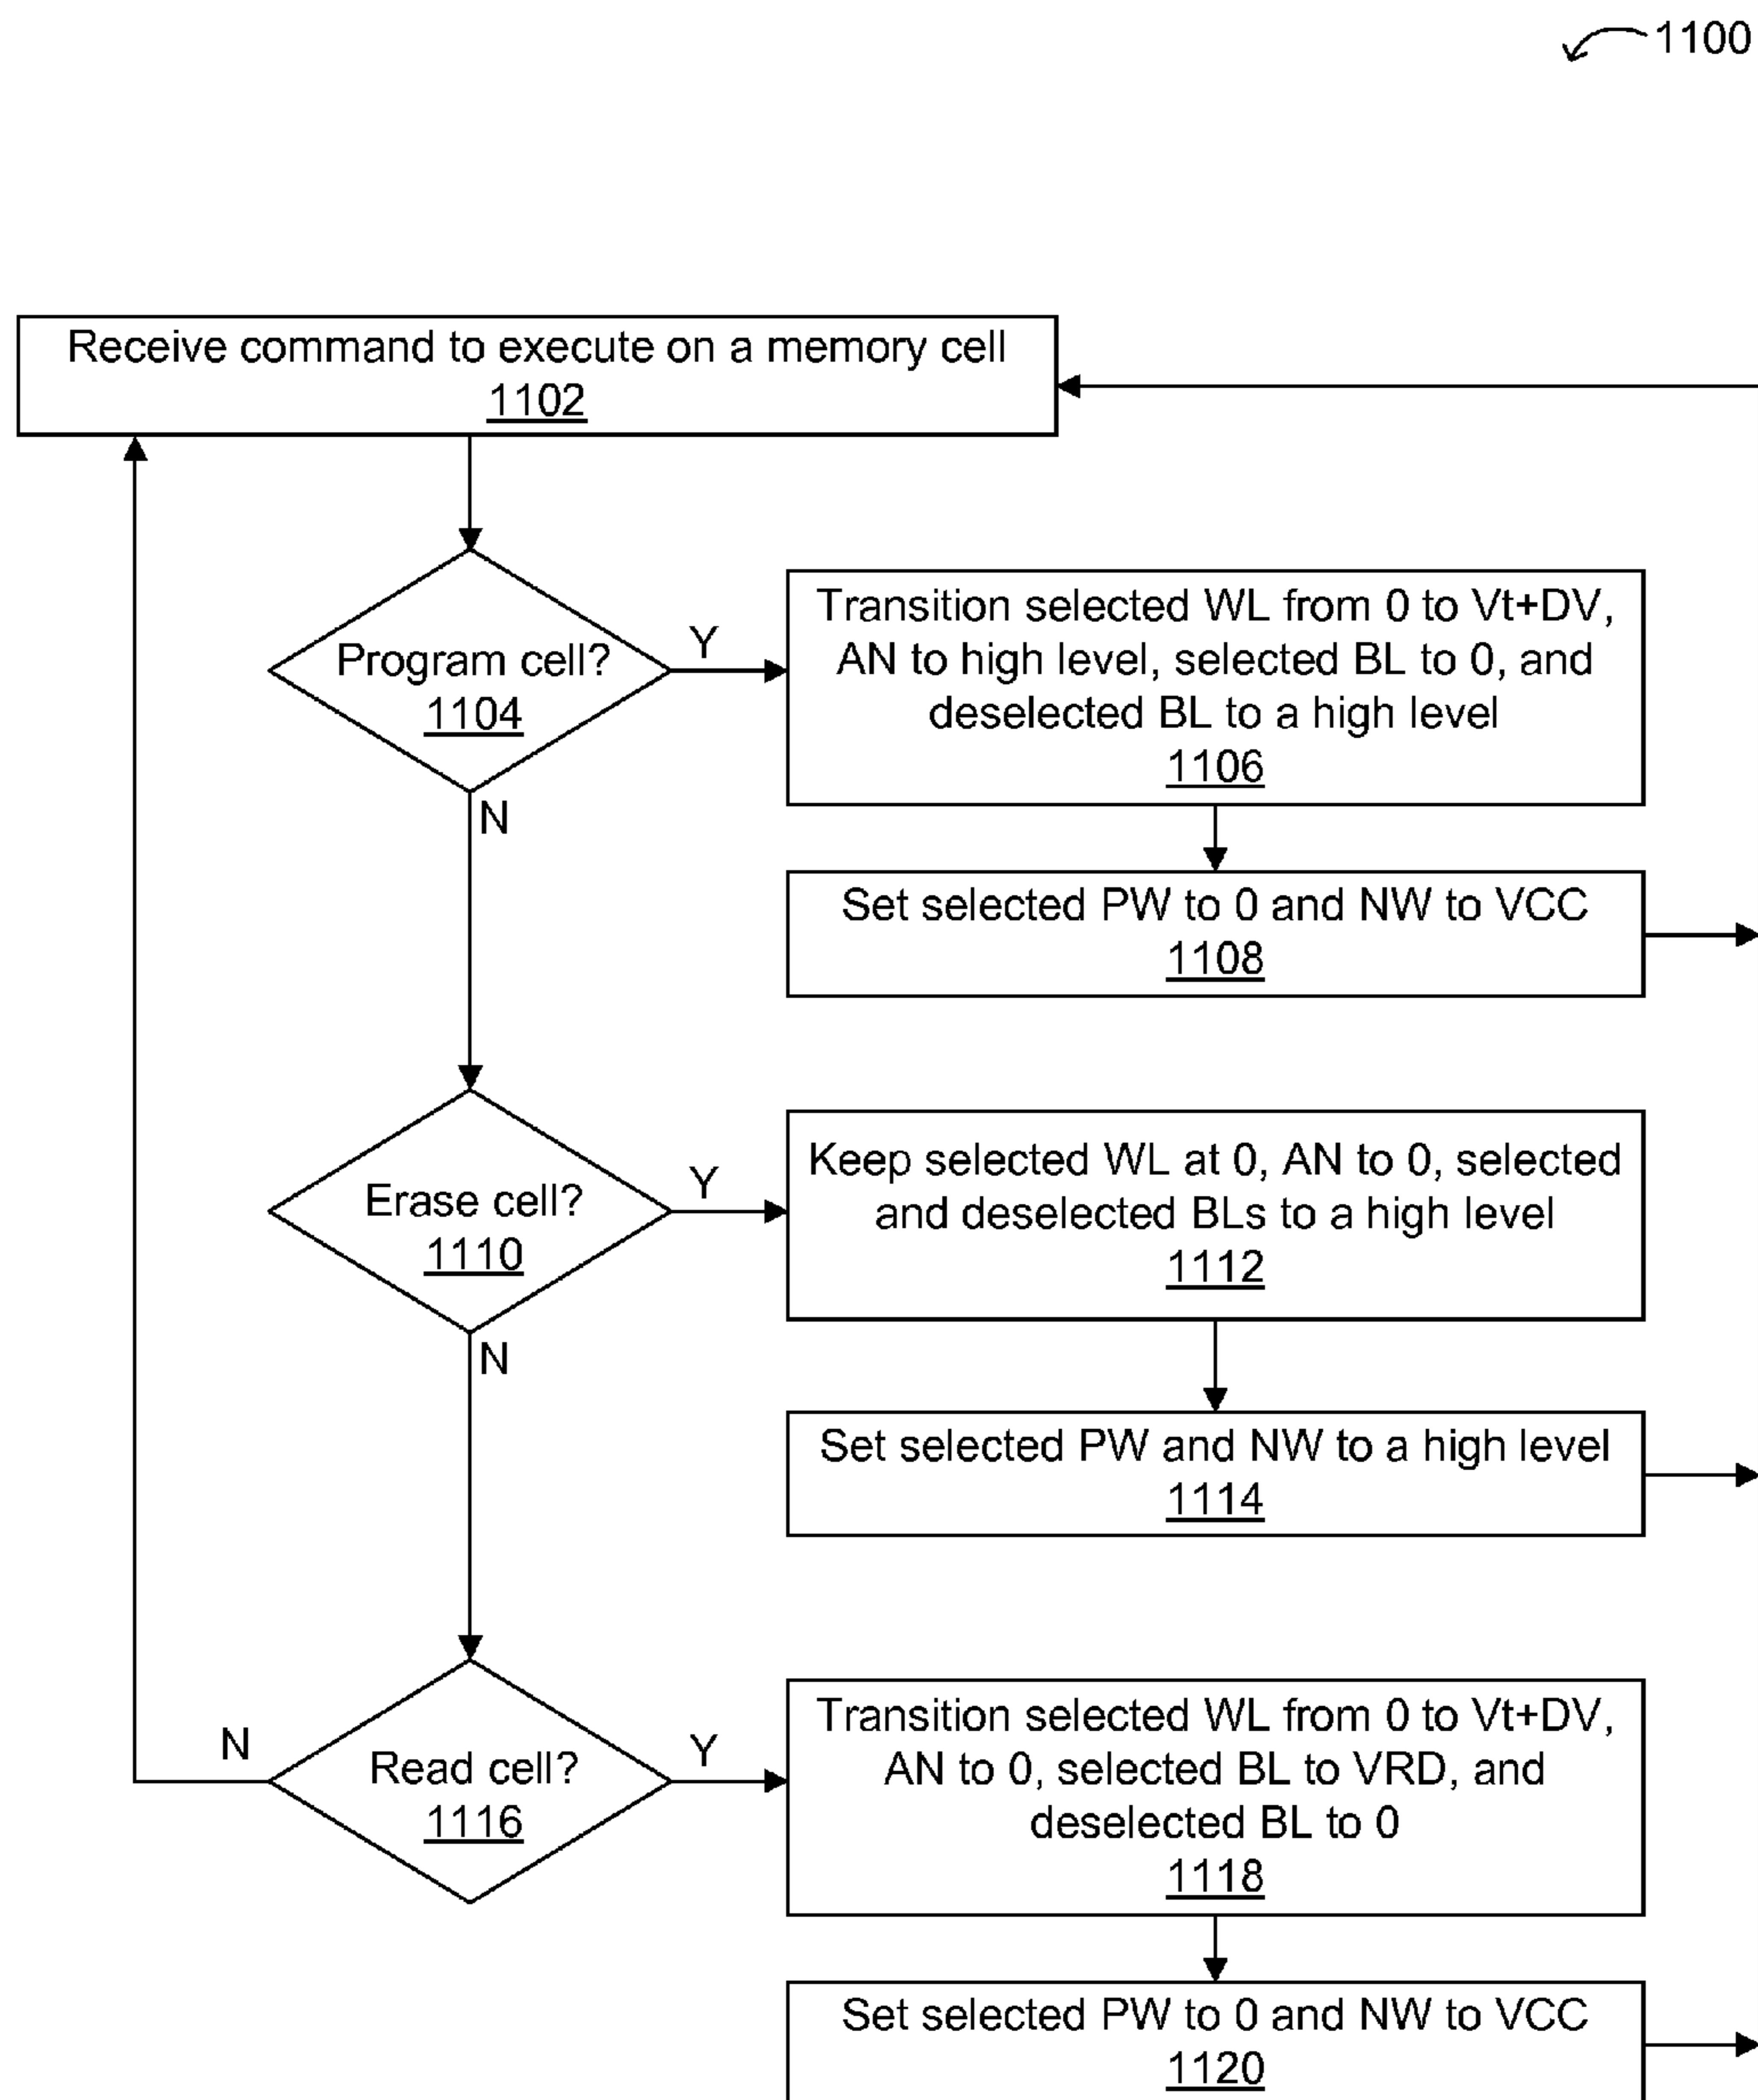 1100
Receive command to execute on a memory cell
1102
Program cell?
1104
Y
N
Transition selected WL from 0 to Vt+DV,
AN to high level, selected BL to 0, and
deselected BL to a high level
1106
Set selected PW to 0 and NW to VCC
1108
Erase cell?
1110
Y
N
Keep selected WL at 0, AN to 0, selected
and deselected BLs to a high level
1112
Set selected PW and NW to a high level
1114
N
Read cell?
1116
Y
Transition selected WL from 0 to Vt+DV,
AN to 0, selected BL to VRD, and
deselected BL to 0
1118
Set selected PW to 0 and NW to VCC
1120